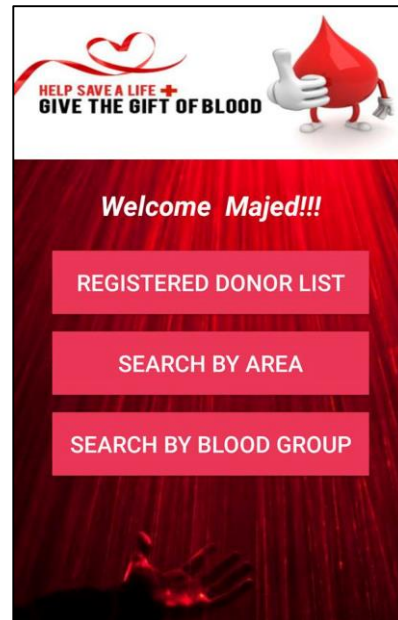 HELP SAVE A LIFE
GIVE THE GIFT OF BLOOD
Welcome Majed!!!
REGISTERED DONOR LIST
SEARCH BY AREA
SEARCH BY BLOOD GROUP